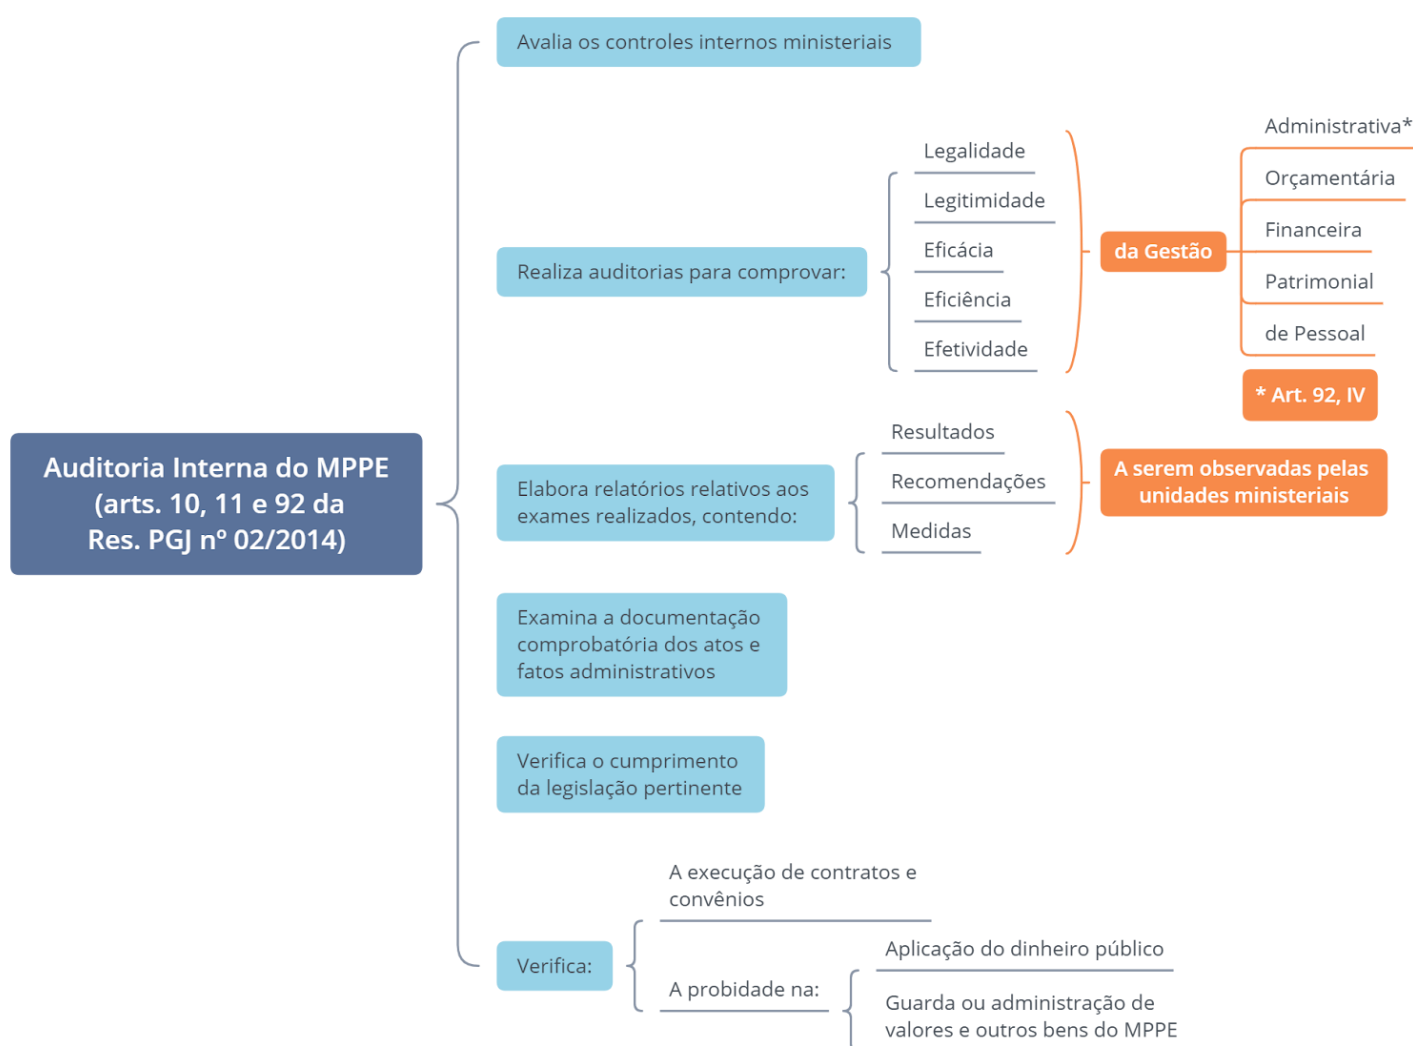 Auditoria Interna do MPPE
(arts. 10, 11 e 92 da
Res. PGJ nº 02/2014)
Avalia os controles internos ministeriais
Realiza auditorias para comprovar:
Legalidade
Legitimidade
Eficácia
Eficiência
Efetividade
da Gestão
Administrativa*
Orçamentária
Financeira
Patrimonial
de Pessoal
* Art. 92, IV
Elabora relatórios relativos aos
exames realizados, contendo:
Resultados
Recomendações
Medidas
A serem observadas pelas
unidades ministeriais
Examina a documentação
comprobatória dos atos e
fatos administrativos
Verifica o cumprimento
da legislação pertinente
Verifica:
A execução de contratos e
convênios
A probidade na:
Aplicação do dinheiro público
Guarda ou administração de
valores e outros bens do MPPE